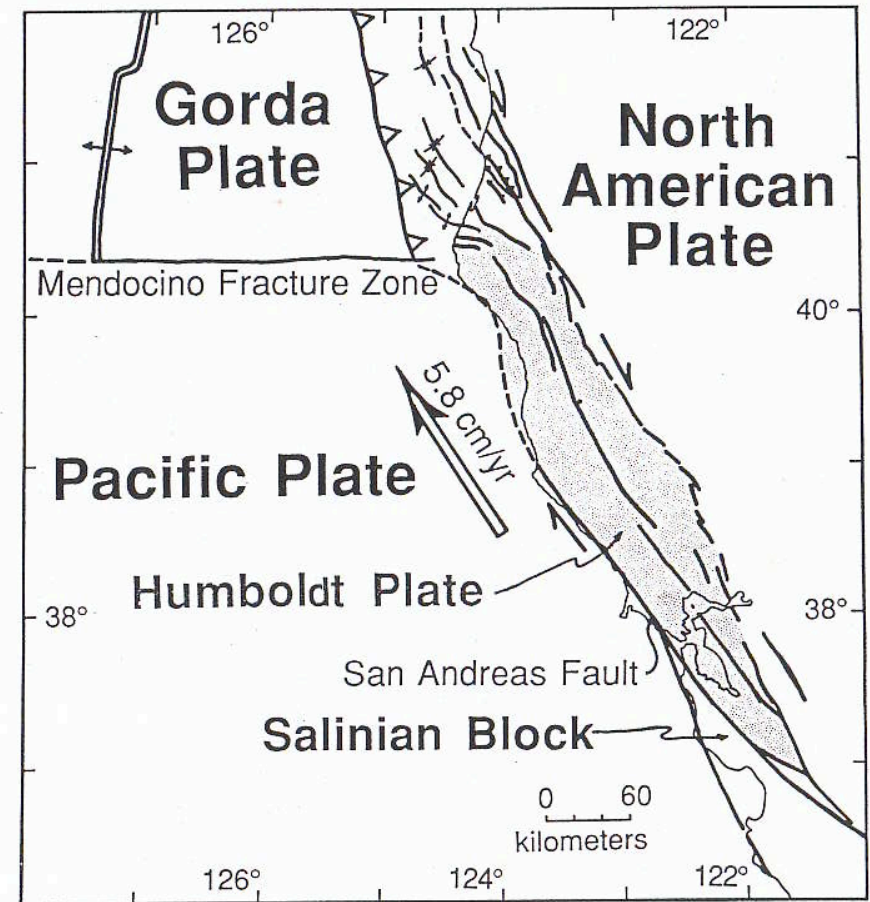 126°
122°
Gorda
Plate
North
American
Plate
Mendocino Fracture Zone
40°
5.8 cm/yr
Pacific Plate
Humboldt Plate
38°
38°
San Andreas Fault
Salinian Block
0 60
kilometers
126°
124°
122°